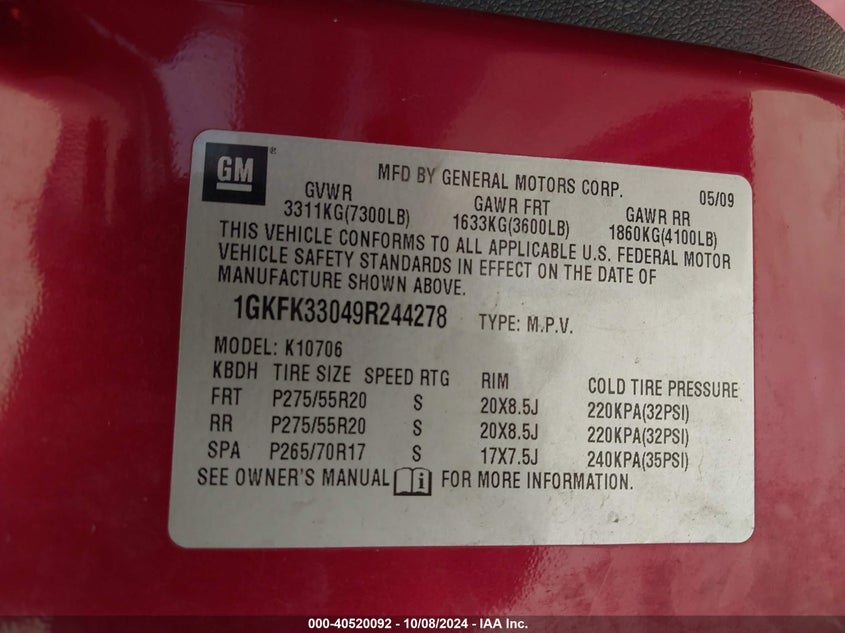 GM ®
MFD BY GENERAL MOTORS CORP. 05/09
GVWR GAWR FRT GAWR RR
3311KG(7300LB) 1633KG(3600LB) 1860KG(4100LB)
THIS VEHICLE CONFORMS TO ALL APPLICABLE U.S. FEDERAL MOTOR
VEHICLE SAFETY STANDARDS IN EFFECT ON THE DATE OF
MANUFACTURE SHOWN ABOVE.
1GKFK33049R244278 TYPE: M.P.V.
MODEL: K10706
KBDH TIRE SIZE SPEED RTG RIM COLD TIRE PRESSURE
FRT P275/55R20 S 20X8.5J 220KPA(32PSI)
RR P275/55R20 S 20X8.5J 220KPA(32PSI)
SPA P265/70R17 S 17X7.5J 240KPA(35PSI)
SEE OWNER'S MANUAL i FOR MORE INFORMATION.
000-40520092 - 10/08/2024 - IAA Inc.